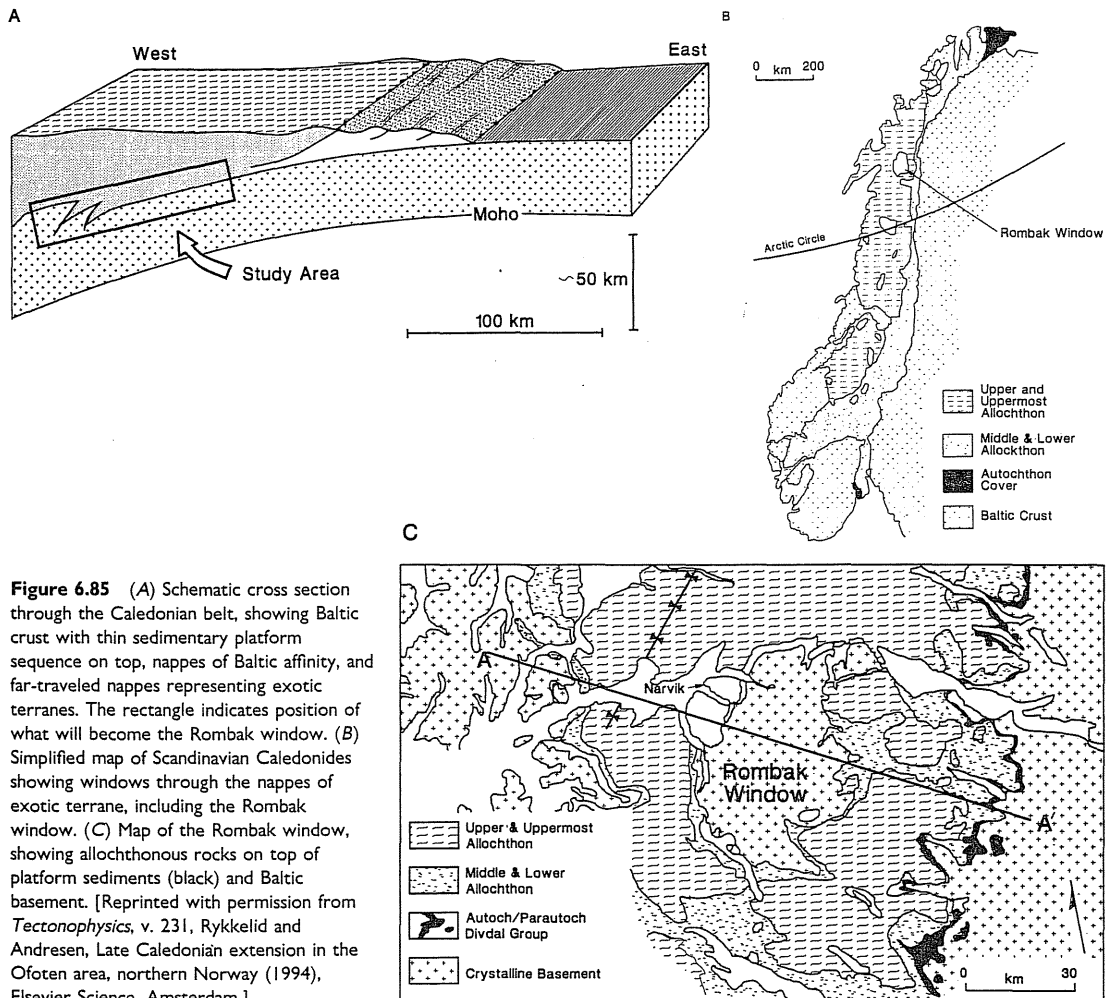 A
West
East
Moho
Study Area
~50 km
100 km
B
0 km 200
Arctic Circle
Rombak Window
Upper and
Uppermost
Allochthon
Middle & Lower
Allockthon
Autochthon
Cover
Baltic Crust
Figure 6.85 (A) Schematic cross section
through the Caledonian belt, showing Baltic
crust with thin sedimentary platform
sequence on top, nappes of Baltic affinity, and
far-traveled nappes representing exotic
terranes. The rectangle indicates position of
what will become the Rombak window. (B)
Simplified map of Scandinavian Caledonides
showing windows through the nappes of
exotic terrane, including the Rombak
window. (C) Map of the Rombak window,
showing allochthonous rocks on top of
platform sediments (black) and Baltic
basement. [Reprinted with permission from
Tectonophysics, v. 231, Rykkelid and
Andresen, Late Caledonian extension in the
Ofoten area, northern Norway (1994),
Elsevier Science, Amsterdam.]
C
A
Narvik
Rombak
Window
A'
Upper & Uppermost
Allochthon
Middle & Lower
Allochthon
Autoch/Parautoch
Divdal Group
Crystalline Basement
0 km 30